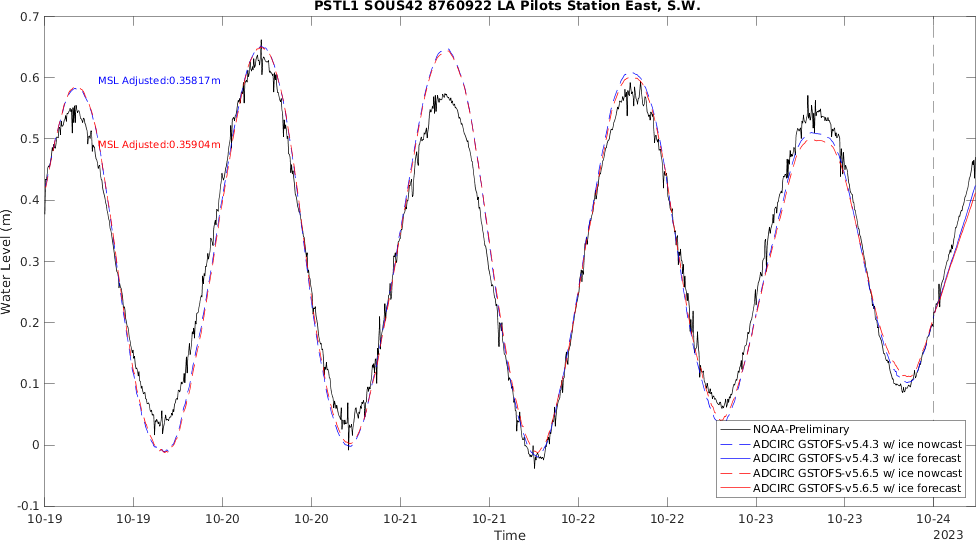 PSTL1 SOUS42 8760922 LA Pilots Station East, S.W.
0.7
0.6
0.5
0.4
0.3
0.2
0.1
0
-0.1
Water Level (m)
MSL Adjusted:0.35817m
MSL Adjusted:0.35904m
NOAA-Preliminary
ADCIRC GSTOFS-v5.4.3 w/ ice nowcast
ADCIRC GSTOFS-v5.4.3 w/ ice forecast
ADCIRC GSTOFS-v5.6.5 w/ ice nowcast
ADCIRC GSTOFS-v5.6.5 w/ ice forecast
10-19 10-19 10-20 10-20 10-21 10-21 10-22 10-22 10-23 10-23 10-24
2023
Time